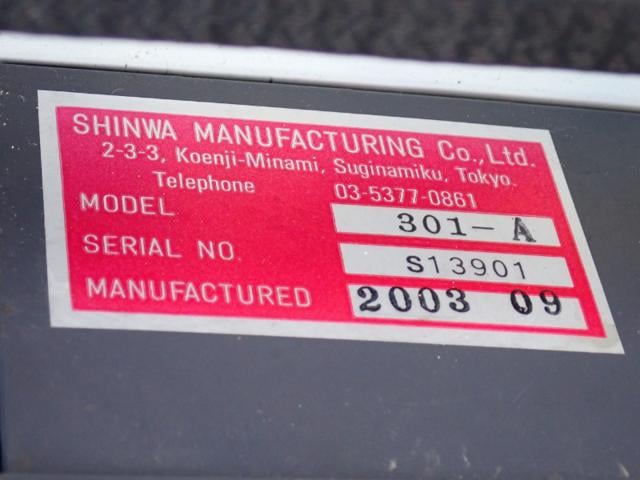 SHINWA MANUFACTURING Co.,Ltd.
2-3-3, Koenji-Minami, Suginamiku, Tokyo.
Telephone 03-5377-0861
MODEL 301-A
SERIAL NO. S13901
MANUFACTURED 2003 09